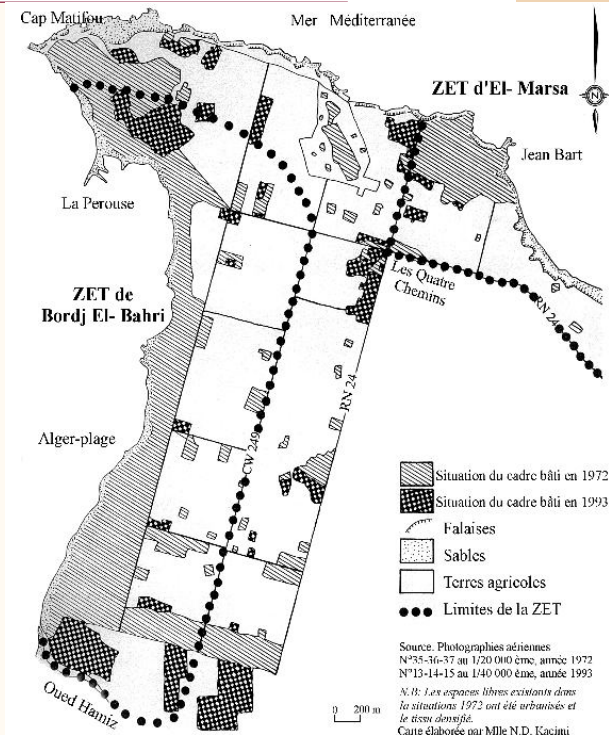 Cap Matifou
Mer Méditerranée
ZET d'El- Marsa
N
Jean Bart
La Perouse
Les Quatre
Chemins
ZET de
Bordj El- Bahri
RN 24
RN 24
Alger-plage
CW 249
Oued Hamiz
Situation du cadre bâti en 1972
Situation du cadre bâti en 1993
Falaises
Sables
Terres agricoles
Limites de la ZET
Source. Photographies aériennes
N°35-36-37 au 1/20 000 ème, année 1972
N°13-14-15 au 1/40 000 ème, année 1993
N.B: Les espaces libres existants dans
la situations 1972 ont été urbanisés et
le tissu densifié.
Carte élaborée par Mlle N.D. Kacimi
0 200 m